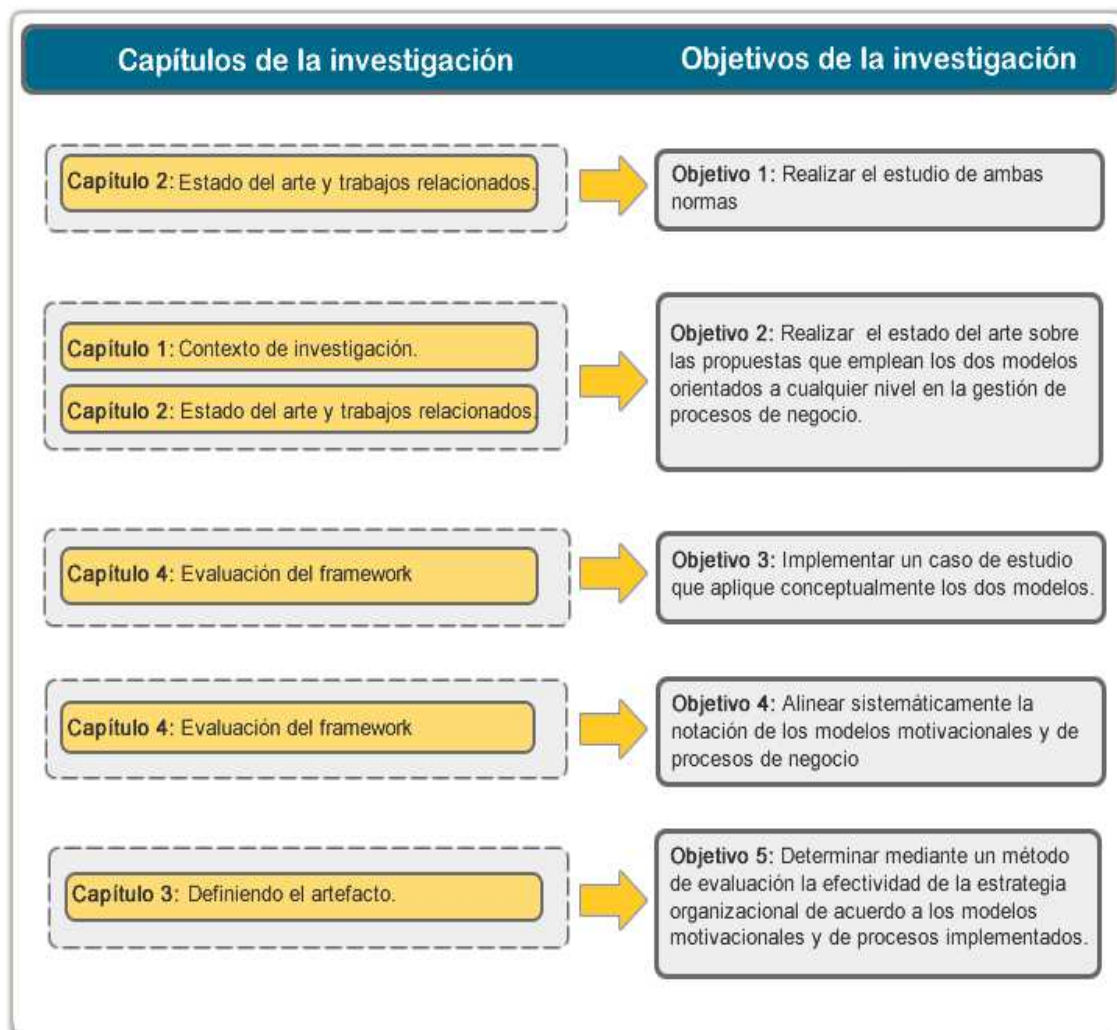 Capítulos de la investigación
Objetivos de la investigación
Capítulo 2: Estado del arte y trabajos relacionados.
Objetivo 1: Realizar el estudio de ambas
normas
Capítulo 1: Contexto de investigación.
Capítulo 2: Estado del arte y trabajos relacionados.
Objetivo 2: Realizar el estado del arte sobre
las propuestas que emplean los dos modelos
orientados a cualquier nivel en la gestión de
procesos de negocio.
Capítulo 4: Evaluación del framework
Objetivo 3: Implementar un caso de estudio
que aplique conceptualmente los dos modelos.
Capítulo 4: Evaluación del framework
Objetivo 4: Alinear sistemáticamente la
notación de los modelos motivacionales y de
procesos de negocio
Capítulo 3: Definiendo el artefacto.
Objetivo 5: Determinar mediante un método
de evaluación la efectividad de la estrategia
organizacional de acuerdo a los modelos
motivacionales y de procesos implementados.